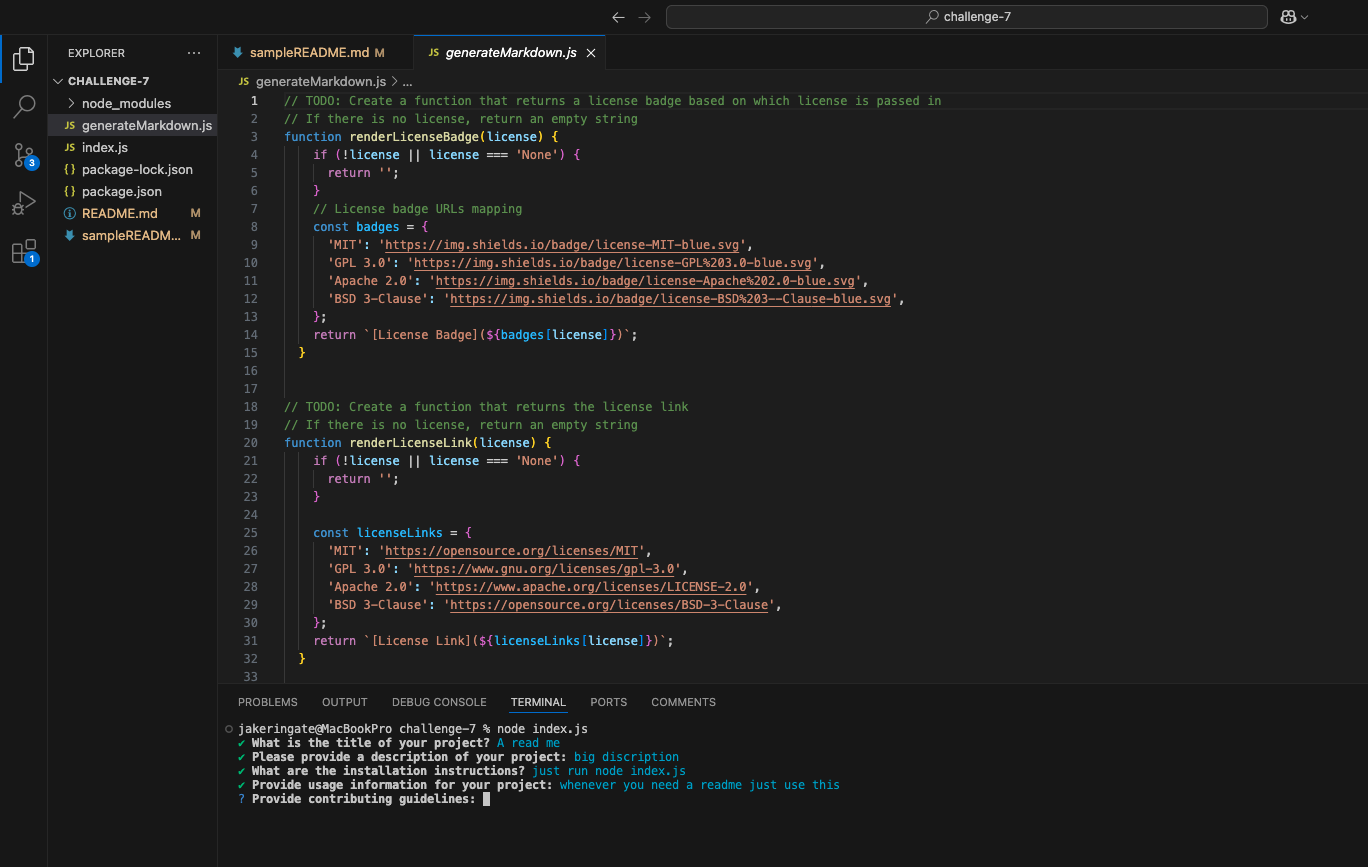 challenge-7
EXPLORER ...
CHALLENGE-7
node_modules
JS generateMarkdown.js
JS index.js
{} package-lock.json
{} package.json
README.md M
sampleREADM... M
3
1
sampleREADME.md M
JS generateMarkdown.js
JS generateMarkdown.js > ...
1 // TODO: Create a function that returns a license badge based on which license is passed in
2 // If there is no license, return an empty string
3 function renderLicenseBadge(license) {
4 if (!license || license === 'None') {
5 return '';
6 }
7 // License badge URLs mapping
8 const badges = {
9 'MIT': 'https://img.shields.io/badge/license-MIT-blue.svg',
10 'GPL 3.0': 'https://img.shields.io/badge/license-GPL%203.0-blue.svg',
11 'Apache 2.0': 'https://img.shields.io/badge/license-Apache%202.0-blue.svg',
12 'BSD 3-Clause': 'https://img.shields.io/badge/license-BSD%203--Clause-blue.svg',
13 };
14 return `[License Badge](${badges[license]})`;
15 }
16
17
18 // TODO: Create a function that returns the license link
19 // If there is no license, return an empty string
20 function renderLicenseLink(license) {
21 if (!license || license === 'None') {
22 return '';
23 }
24
25 const licenseLinks = {
26 'MIT': 'https://opensource.org/licenses/MIT',
27 'GPL 3.0': 'https://www.gnu.org/licenses/gpl-3.0',
28 'Apache 2.0': 'https://www.apache.org/licenses/LICENSE-2.0',
29 'BSD 3-Clause': 'https://opensource.org/licenses/BSD-3-Clause',
30 };
31 return `[License Link](${licenseLinks[license]})`;
32 }
33
PROBLEMS OUTPUT DEBUG CONSOLE TERMINAL PORTS COMMENTS
jakeringate@MacBookPro challenge-7 % node index.js
✔ What is the title of your project? A read me
✔ Please provide a description of your project: big discription
✔ What are the installation instructions? just run node index.js
✔ Provide usage information for your project: whenever you need a readme just use this
? Provide contributing guidelines: